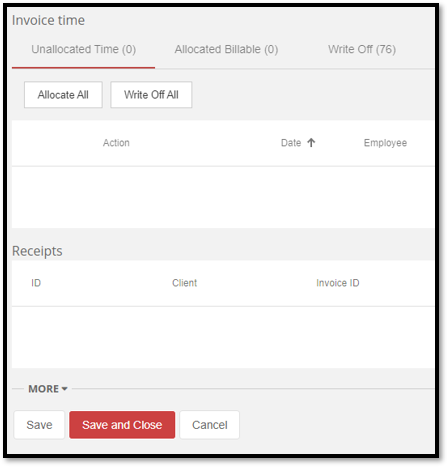 Invoice time
Unallocated Time (0) Allocated Billable (0) Write Off (76)
Allocate All Write Off All
Action Date Employee
Receipts
ID Client Invoice ID
MORE
Save Save and Close Cancel